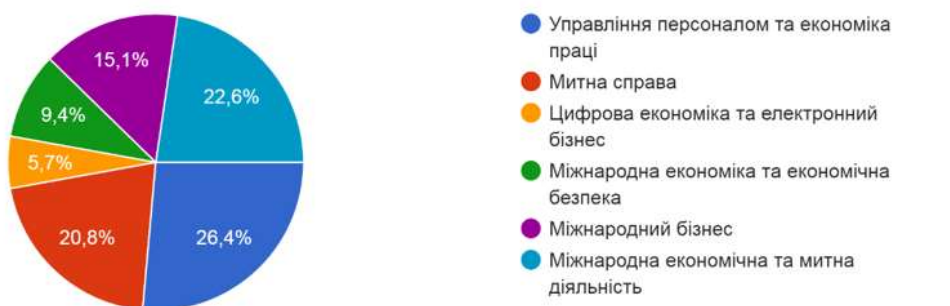 15,1%
22,6%
9,4%
5,7%
20,8%
26,4%
Управління персоналом та економіка
праці
Митна справа
Цифрова економіка та електронний
бізнес
Міжнародна економіка та економічна
безпека
Міжнародний бізнес
Міжнародна економічна та митна
діяльність